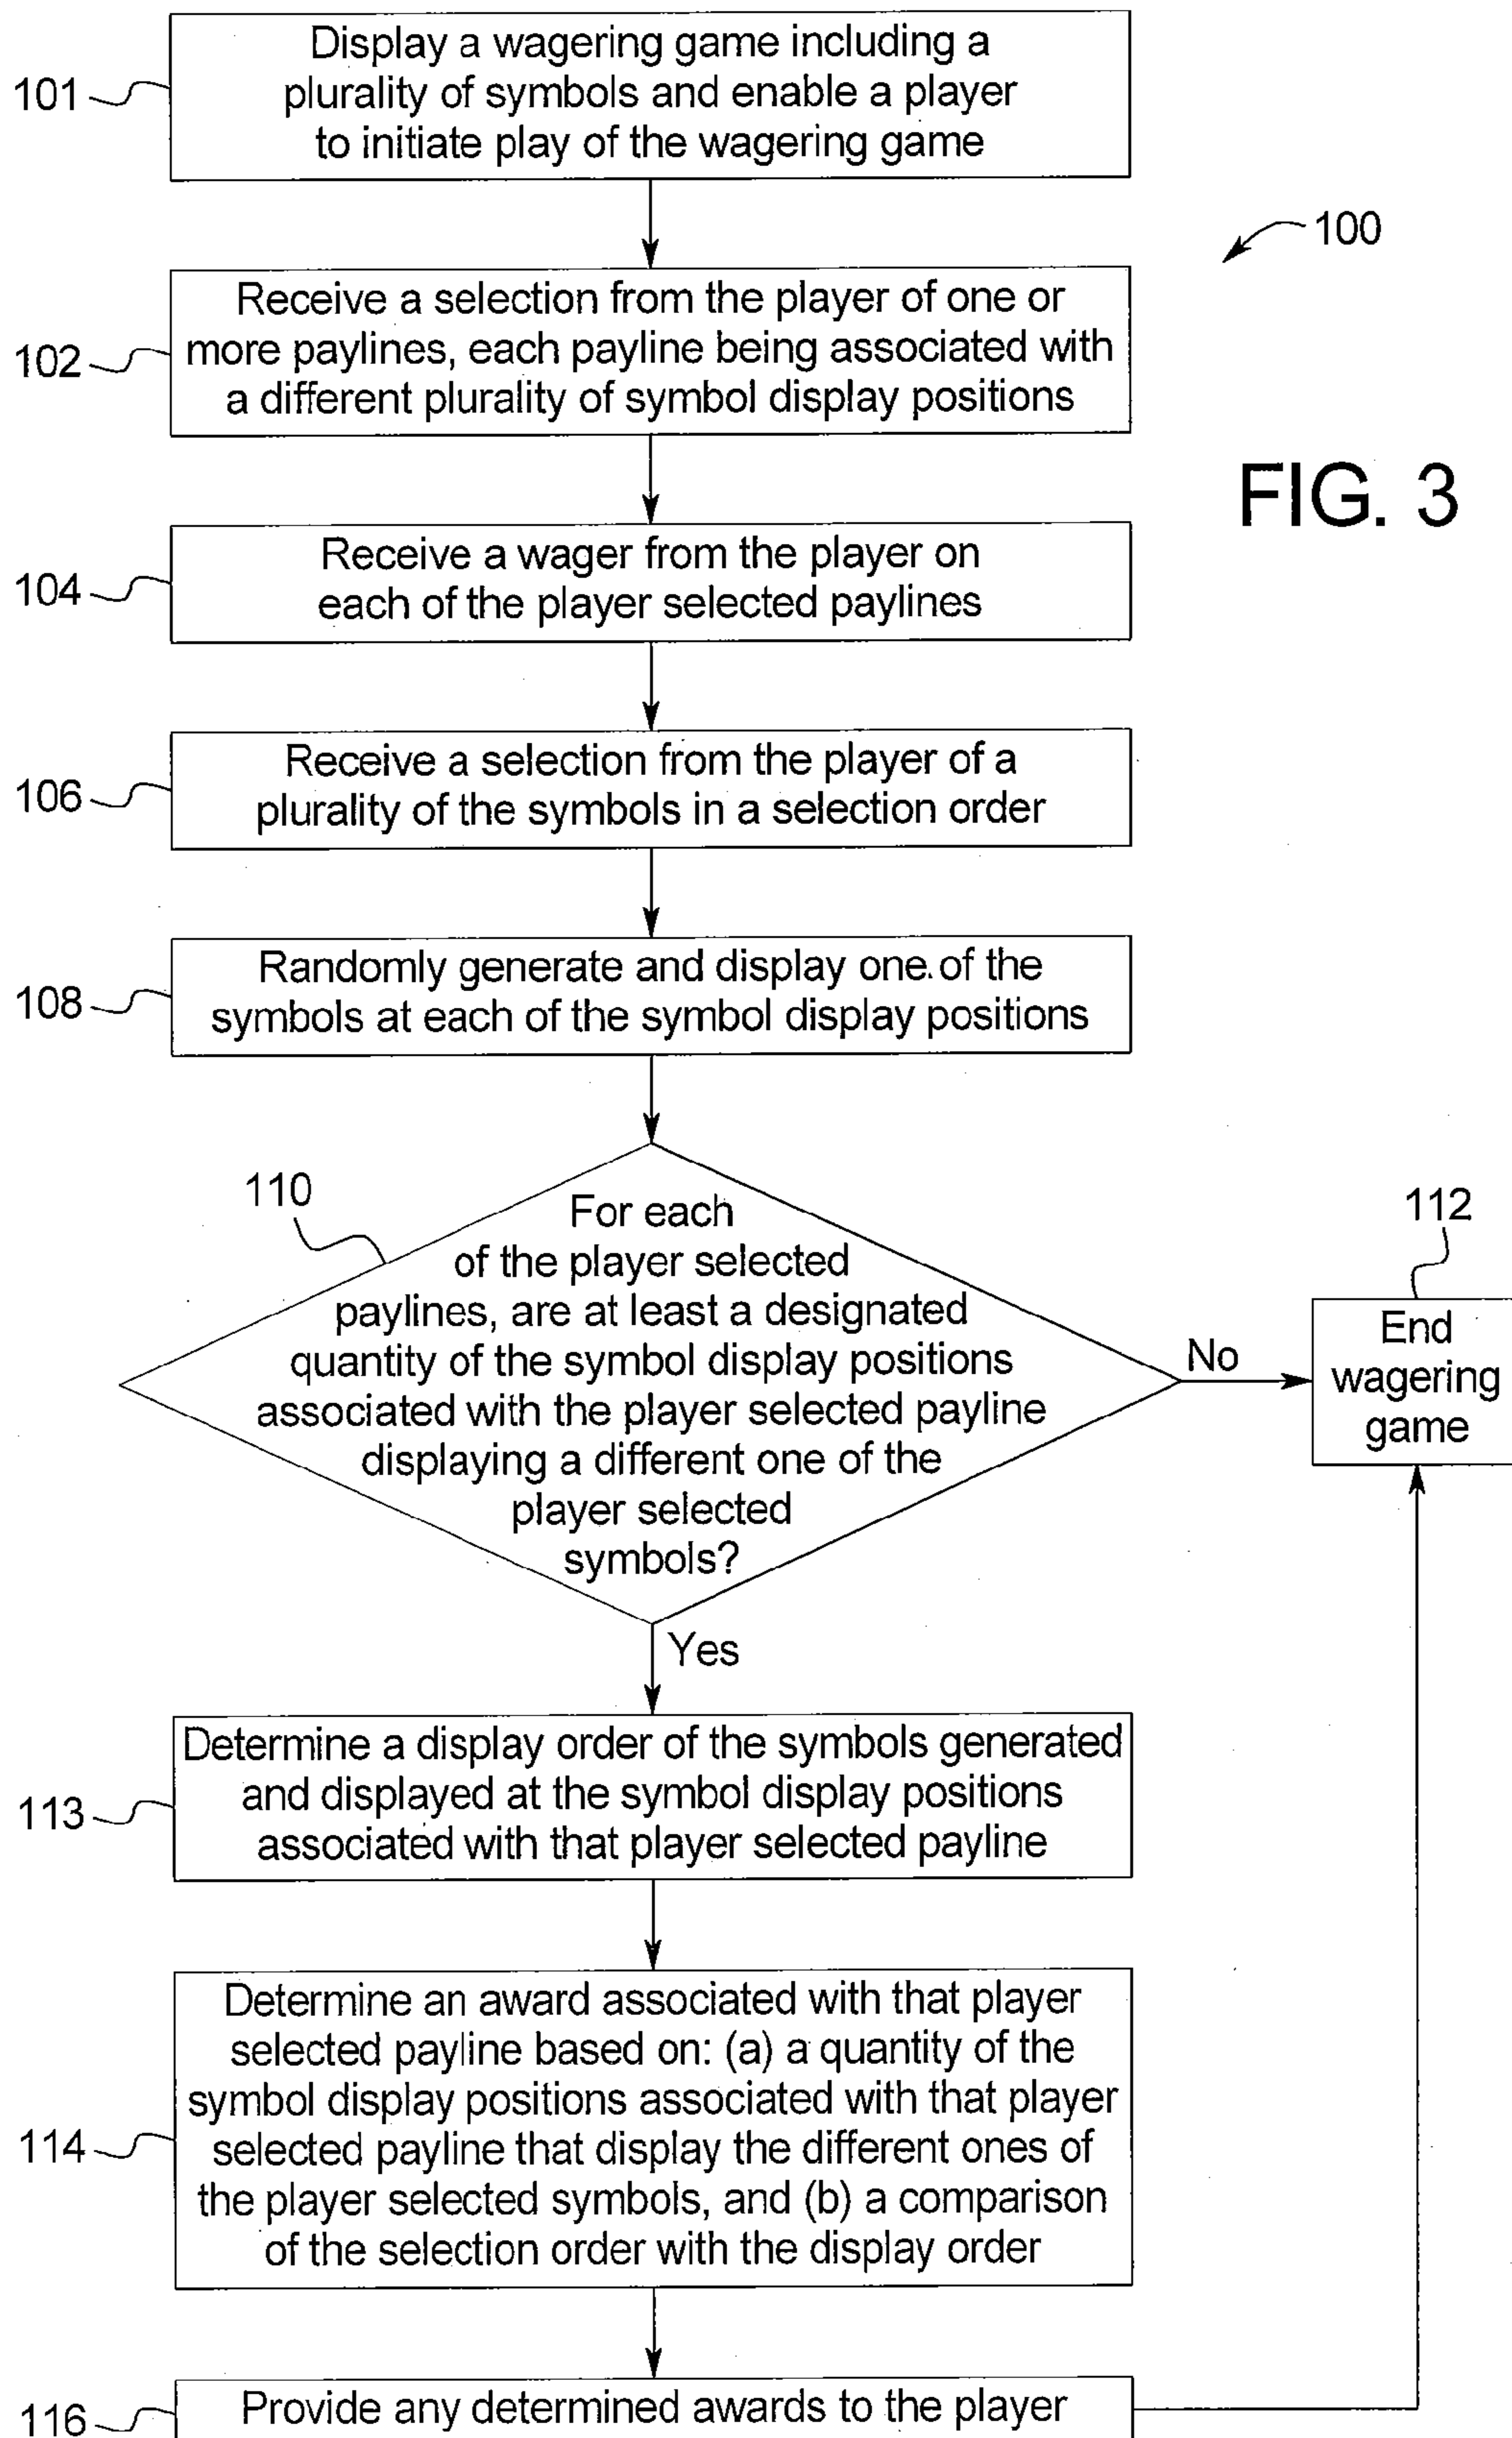 101
Display a wagering game including a
plurality of symbols and enable a player
to initiate play of the wagering game
100
102
Receive a selection from the player of one or
more paylines, each payline being associated with
a different plurality of symbol display positions
FIG. 3
104
Receive a wager from the player on
each of the player selected paylines
106
Receive a selection from the player of a
plurality of the symbols in a selection order
108
Randomly generate and display one of the
symbols at each of the symbol display positions
110
For each
of the player selected
paylines, are at least a designated
quantity of the symbol display positions
associated with the player selected payline
displaying a different one of the
player selected
symbols?
No
112
End
wagering
game
Yes
113
Determine a display order of the symbols generated
and displayed at the symbol display positions
associated with that player selected payline
114
Determine an award associated with that player
selected payline based on: (a) a quantity of the
symbol display positions associated with that player
selected payline that display the different ones of
the player selected symbols, and (b) a comparison
of the selection order with the display order
116
Provide any determined awards to the player